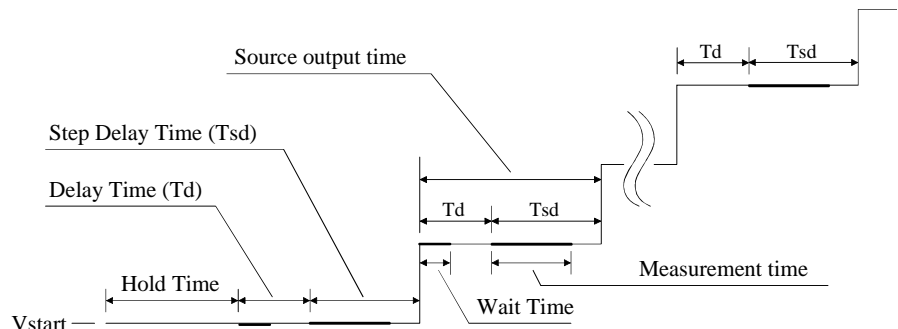 Td Tsd
Source output time
Step Delay Time (Tsd)
Delay Time (Td)
Td Tsd
Hold Time
Measurement time
Wait Time
Vstart